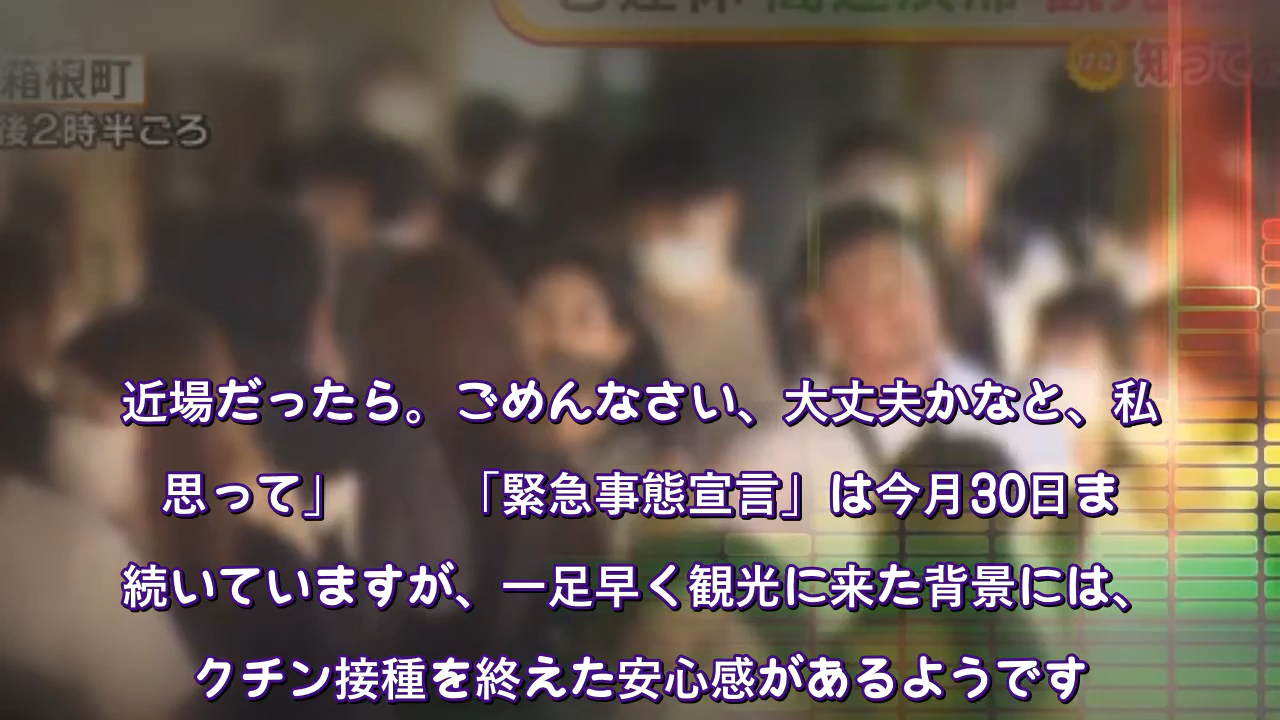 箱根町
後2時半ごろ
知って
近場だったら。ごめんなさい、大丈夫かなと、私
思って」　　　「緊急事態宣言」は今月30日ま
続いていますが、一足早く観光に来た背景には、
クチン接種を終えた安心感があるようです